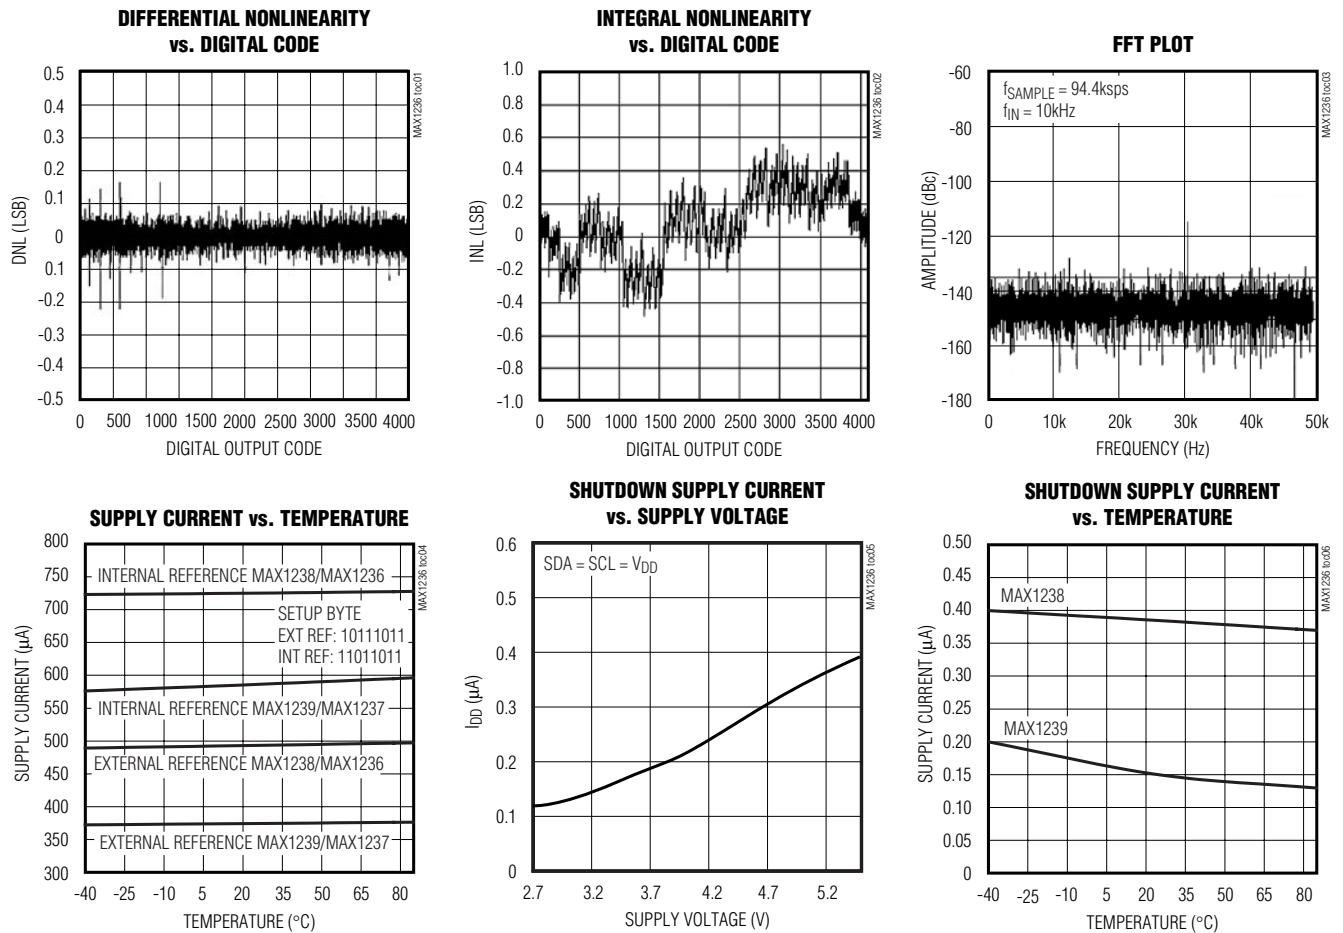 DIFFERENTIAL NONLINEARITY
vs. DIGITAL CODE
MAX1236 toc01
DNL (LSB)
0.5
0.4
0.3
0.2
0.1
0
0.1
-0.2
-0.3
-0.4
-0.5
0 500 1000 1500 2000 2500 3000 3500 4000
DIGITAL OUTPUT CODE
INTEGRAL NONLINEARITY
vs. DIGITAL CODE
MAX1236 toc02
INL (LSB)
1.0
0.8
0.6
0.4
0.2
0
-0.2
-0.4
-0.6
-0.8
-1.0
0 500 1000 1500 2000 2500 3000 3500 4000
DIGITAL OUTPUT CODE
FFT PLOT
MAX1236 toc03
fSAMPLE = 94.4ksps
fIN = 10kHz
AMPLITUDE (dBc)
-60
-80
-100
-120
-140
-160
-180
0 10k 20k 30k 40k 50k
FREQUENCY (Hz)
SUPPLY CURRENT vs. TEMPERATURE
MAX1236 toc04
SUPPLY CURRENT (µA)
800
750
700
650
600
550
500
450
400
350
300
INTERNAL REFERENCE MAX1238/MAX1236
SETUP BYTE
EXT REF: 10111011
INT REF: 11011011
INTERNAL REFERENCE MAX1239/MAX1237
EXTERNAL REFERENCE MAX1238/MAX1236
EXTERNAL REFERENCE MAX1239/MAX1237
-40 -25 -10 5 20 35 50 65 80
TEMPERATURE (°C)
SHUTDOWN SUPPLY CURRENT
vs. SUPPLY VOLTAGE
MAX1236 toc05
SDA = SCL = VDD
IDD (µA)
0.6
0.5
0.4
0.3
0.2
0.1
0
2.7 3.2 3.7 4.2 4.7 5.2
SUPPLY VOLTAGE (V)
SHUTDOWN SUPPLY CURRENT
vs. TEMPERATURE
MAX1236 toc06
SUPPLY CURRENT (µA)
0.50
0.45
0.40
0.35
0.30
0.25
0.20
0.15
0.10
0.05
0
MAX1238
MAX1239
-40 -25 -10 5 20 35 50 65 80
TEMPERATURE (°C)